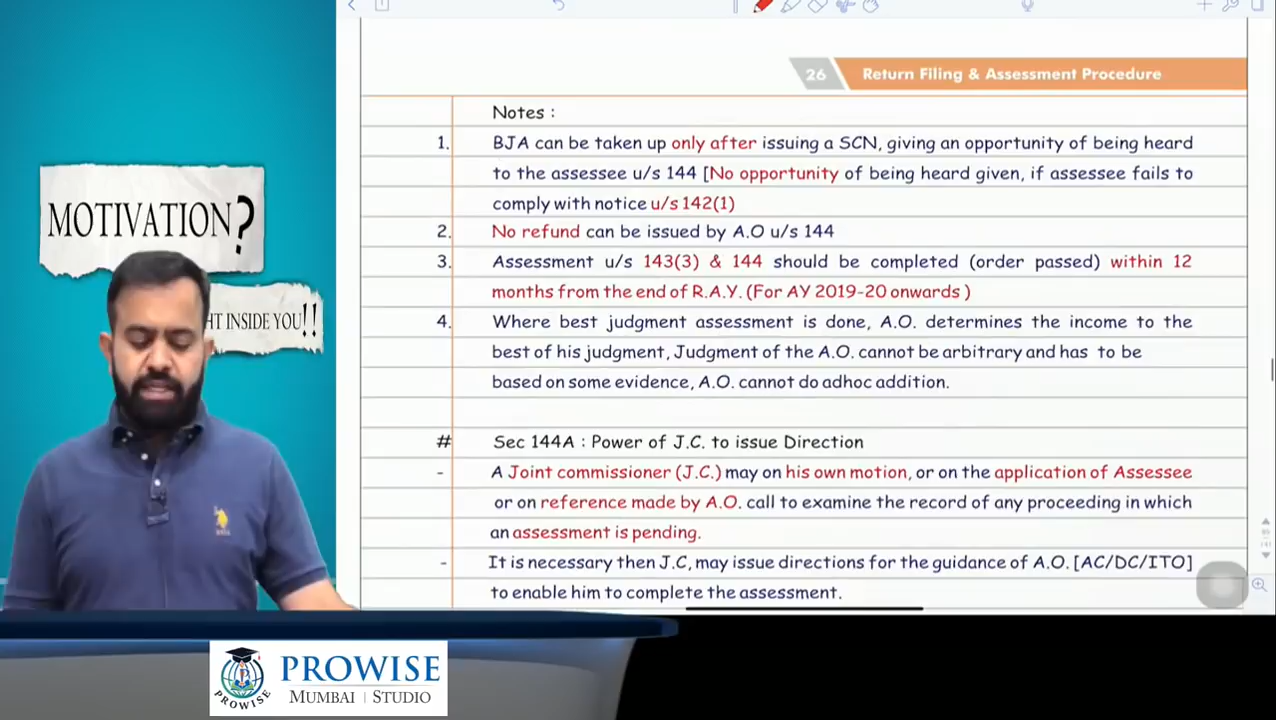 26
Return Filing & Assessment Procedure
Notes :
1. BJA can be taken up only after issuing a SCN, giving an opportunity of being heard
to the assessee u/s 144 [No opportunity of being heard given, if assessee fails to
comply with notice u/s 142(1)
2. No refund can be issued by A.O u/s 144
3. Assessment u/s 143(3) & 144 should be completed (order passed) within 12
months from the end of R.A.Y. (For AY 2019-20 onwards )
4. Where best judgment assessment is done, A.O. determines the income to the
best of his judgment, Judgment of the A.O. cannot be arbitrary and has to be
based on some evidence, A.O. cannot do adhoc addition.
# Sec 144A : Power of J.C. to issue Direction
- A Joint commissioner (J.C.) may on his own motion, or on the application of Assessee
or on reference made by A.O. call to examine the record of any proceeding in which
an assessment is pending.
- It is necessary then J.C, may issue directions for the guidance of A.O. [AC/DC/ITO]
to enable him to complete the assessment.
MOTIVATION?
HT INSIDE YOU!!
PROWISE
PROWISE
MUMBAI | STUDIO